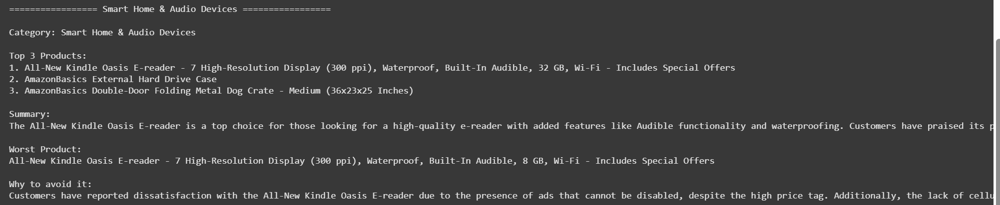 ================= Smart Home & Audio Devices =================
Category: Smart Home & Audio Devices
Top 3 Products:
1. All-New Kindle Oasis E-reader - 7 High-Resolution Display (300 ppi), Waterproof, Built-In Audible, 32 GB, Wi-Fi - Includes Special Offers
2. AmazonBasics External Hard Drive Case
3. AmazonBasics Double-Door Folding Metal Dog Crate - Medium (36x23x25 Inches)
Summary:
The All-New Kindle Oasis E-reader is a top choice for those looking for a high-quality e-reader with added features like Audible functionality and waterproofing. Customers have praised its
Worst Product:
All-New Kindle Oasis E-reader - 7 High-Resolution Display (300 ppi), Waterproof, Built-In Audible, 8 GB, Wi-Fi - Includes Special Offers
Why to avoid it:
Customers have reported dissatisfaction with the All-New Kindle Oasis E-reader due to the presence of ads that cannot be disabled, despite the high price tag. Additionally, the lack of